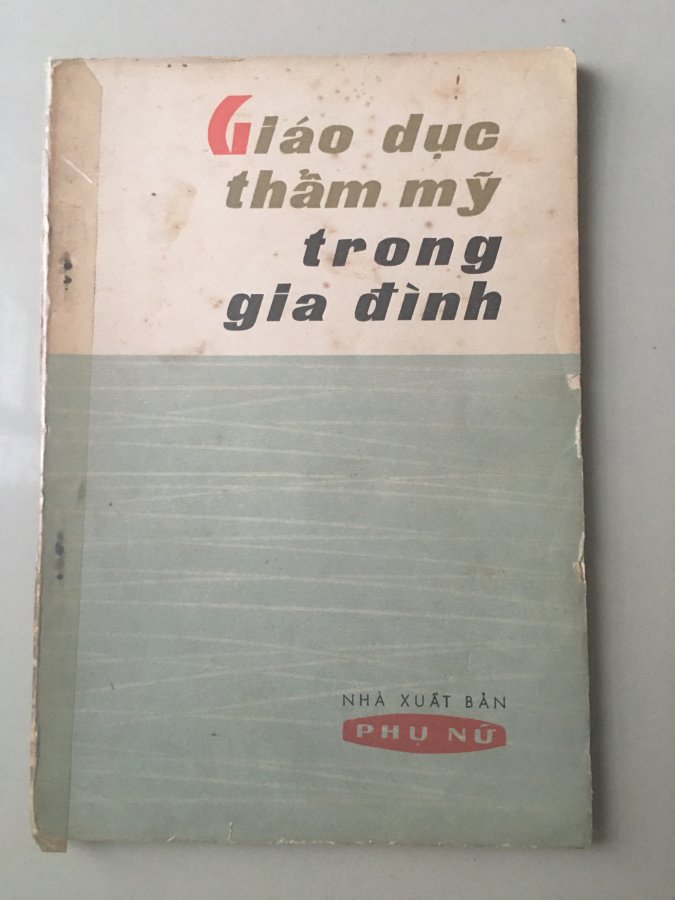 Giáo dục
thẩm mỹ
trong
gia đình
NHÀ XUẤT BẢN
PHỤ NỮ